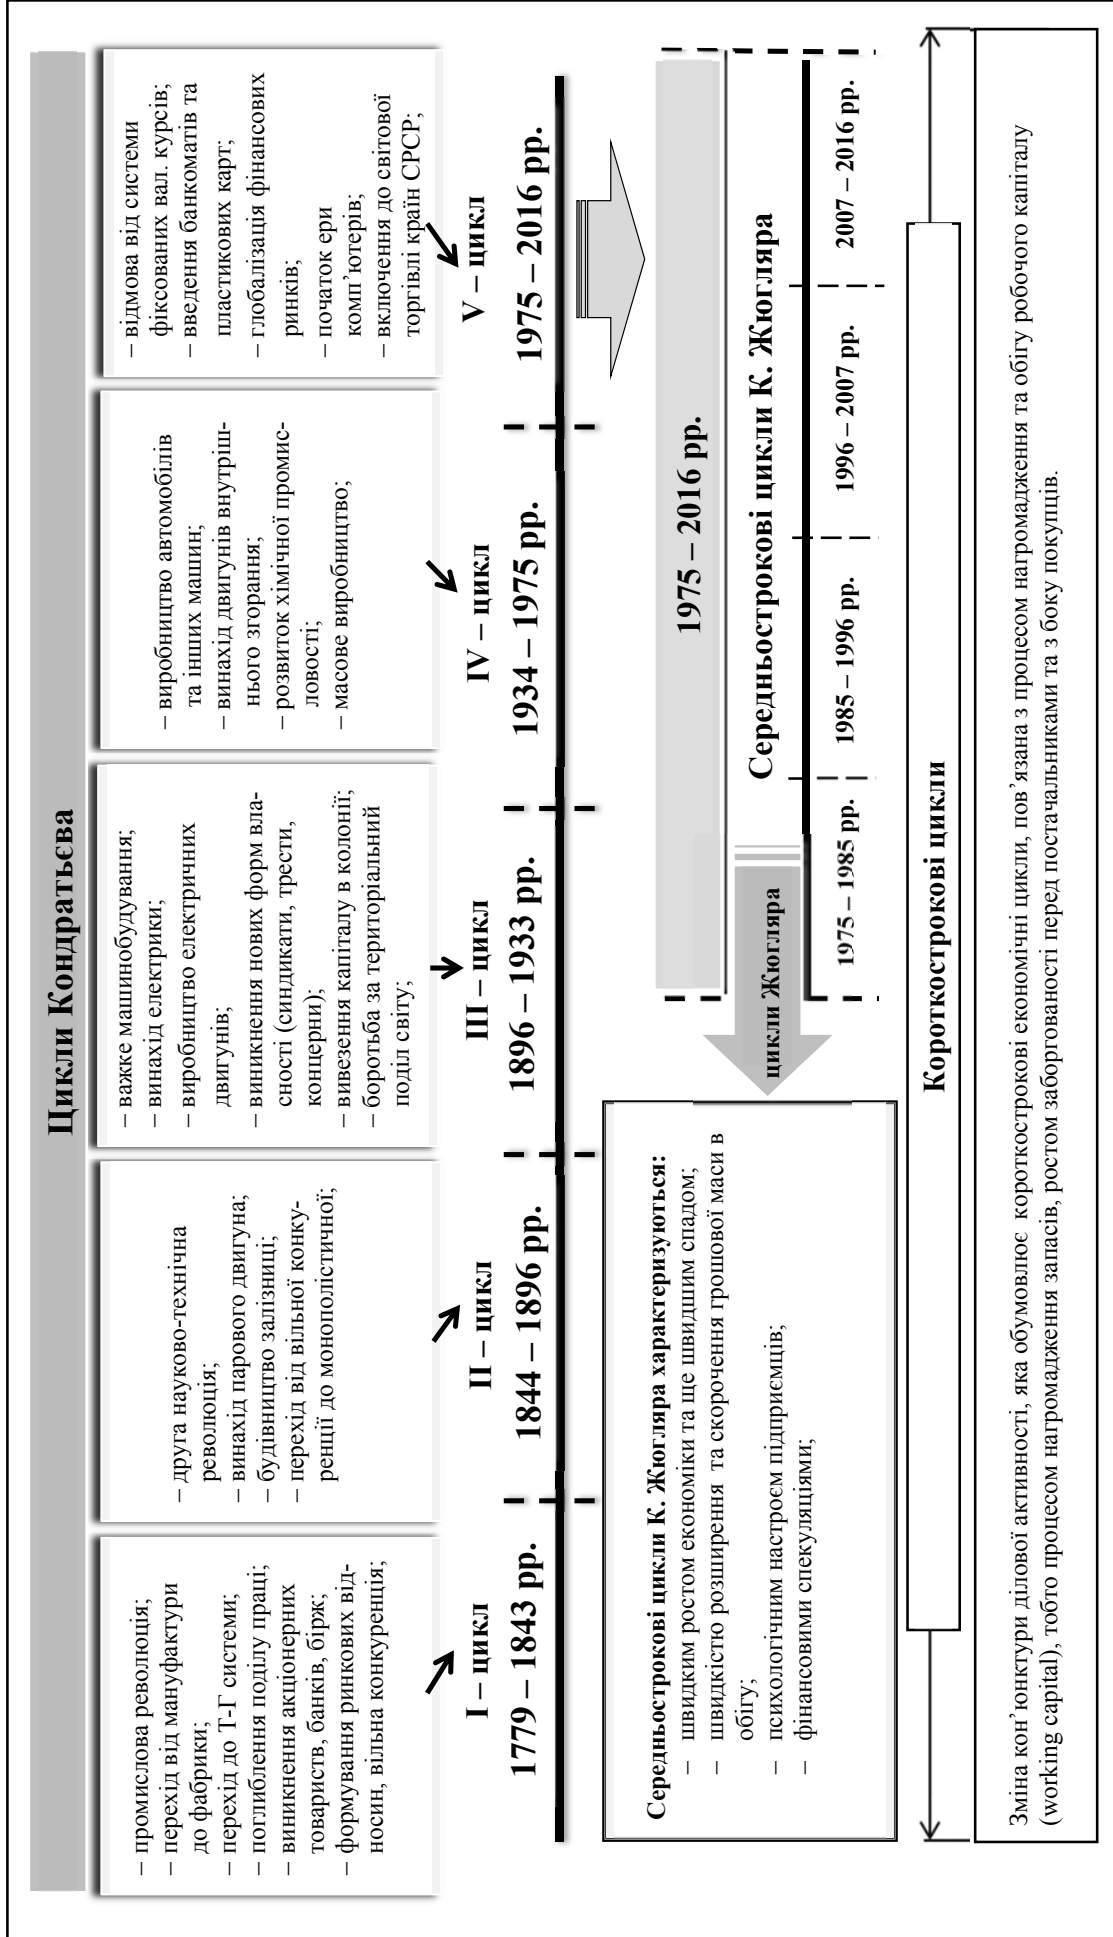 Цикли Кондратьєва
– промислова революція;
– перехід від мануфактури
до фабрики;
– перехід до Т-Г системи;
– поглиблення поділу праці;
– виникнення акціонерних
товариств, банків, бірж;
– формування ринкових від-
носин, вільна конкуренція;
– друга науково-технічна
революція;
– винахід парового двигуна;
– будівництво залізниці;
– перехід від вільної конку-
ренції до монополістичної;
– важке машинобудування;
– винахід електрики;
– виробництво електричних
двигунів;
– виникнення нових форм вла-
сності (синдикати, трести,
концерни);
– вивезення капіталу в колонії;
– боротьба за територіальний
поділ світу;
– виробництво автомобілів
та інших машин;
– винахід двигунів внутріш-
нього згорання;
– розвиток хімічної промис-
ловості;
– масове виробництво;
– відмова від системи
фіксованих вал. курсів;
– введення банкоматів та
пластикових карт;
– глобалізація фінансових
ринків;
– початок ери
комп’ютерів;
– включення до світової
торгівлі країн СРСР;
I – цикл
1779 – 1843 рр.
II – цикл
1844 – 1896 рр.
III – цикл
1896 – 1933 рр.
IV – цикл
1934 – 1975 рр.
V – цикл
1975 – 2016 рр.
1975 – 2016 рр.
Середньострокові цикли К. Жюгляра
1975 – 1985 рр.
1985 – 1996 рр.
1996 – 2007 рр.
2007 – 2016 рр.
цикли Жюгляра
Середньострокові цикли К. Жюгляра характеризуються:
– швидким ростом економіки та ще швидшим спадом;
– швидкістю розширення та скорочення грошової маси в
обігу;
– психологічним настроєм підприємців;
– фінансовими спекуляціями;
Короткострокові цикли
Зміна кон’юнктури ділової активності, яка обумовлює короткострокові економічні цикли, пов’язана з процесом нагромадження та обігу робочого капіталу
(working capital), тобто процесом нагромадження запасів, ростом заборгованості перед постачальниками та з боку покупців.